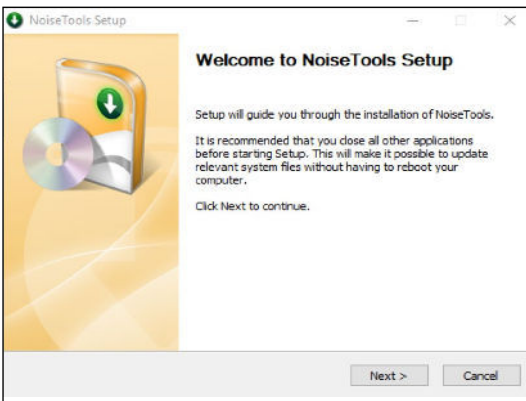 NoiseTools Setup
Welcome to NoiseTools Setup
Setup will guide you through the installation of NoiseTools.
It is recommended that you close all other applications
before starting Setup. This will make it possible to update
relevant system files without having to reboot your
computer.
Click Next to continue.
Next >
Cancel